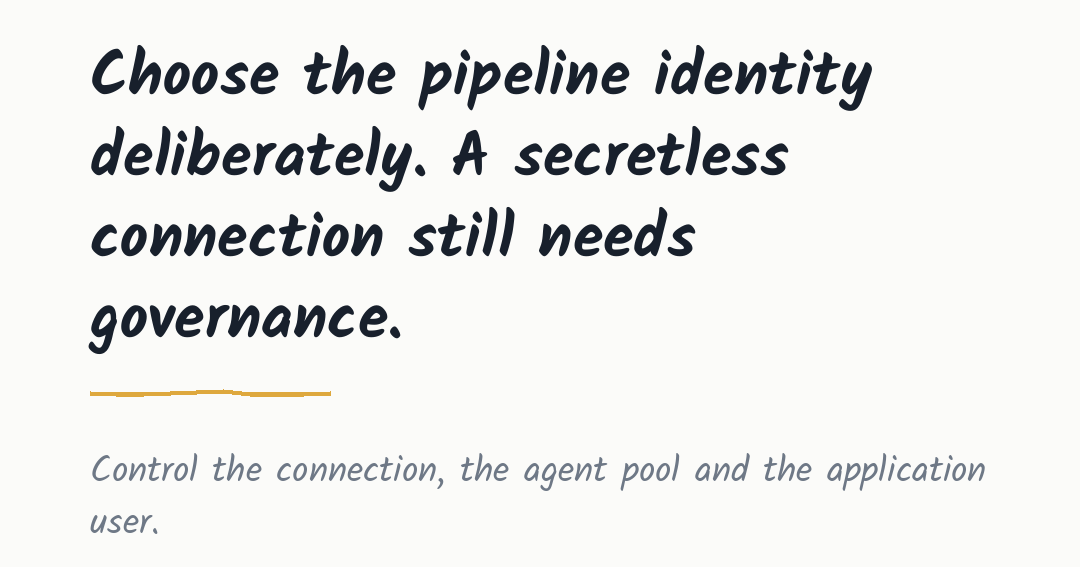 Choose the pipeline identity
deliberately. A secretless
connection still needs
governance.
Control the connection, the agent pool and the application
user.